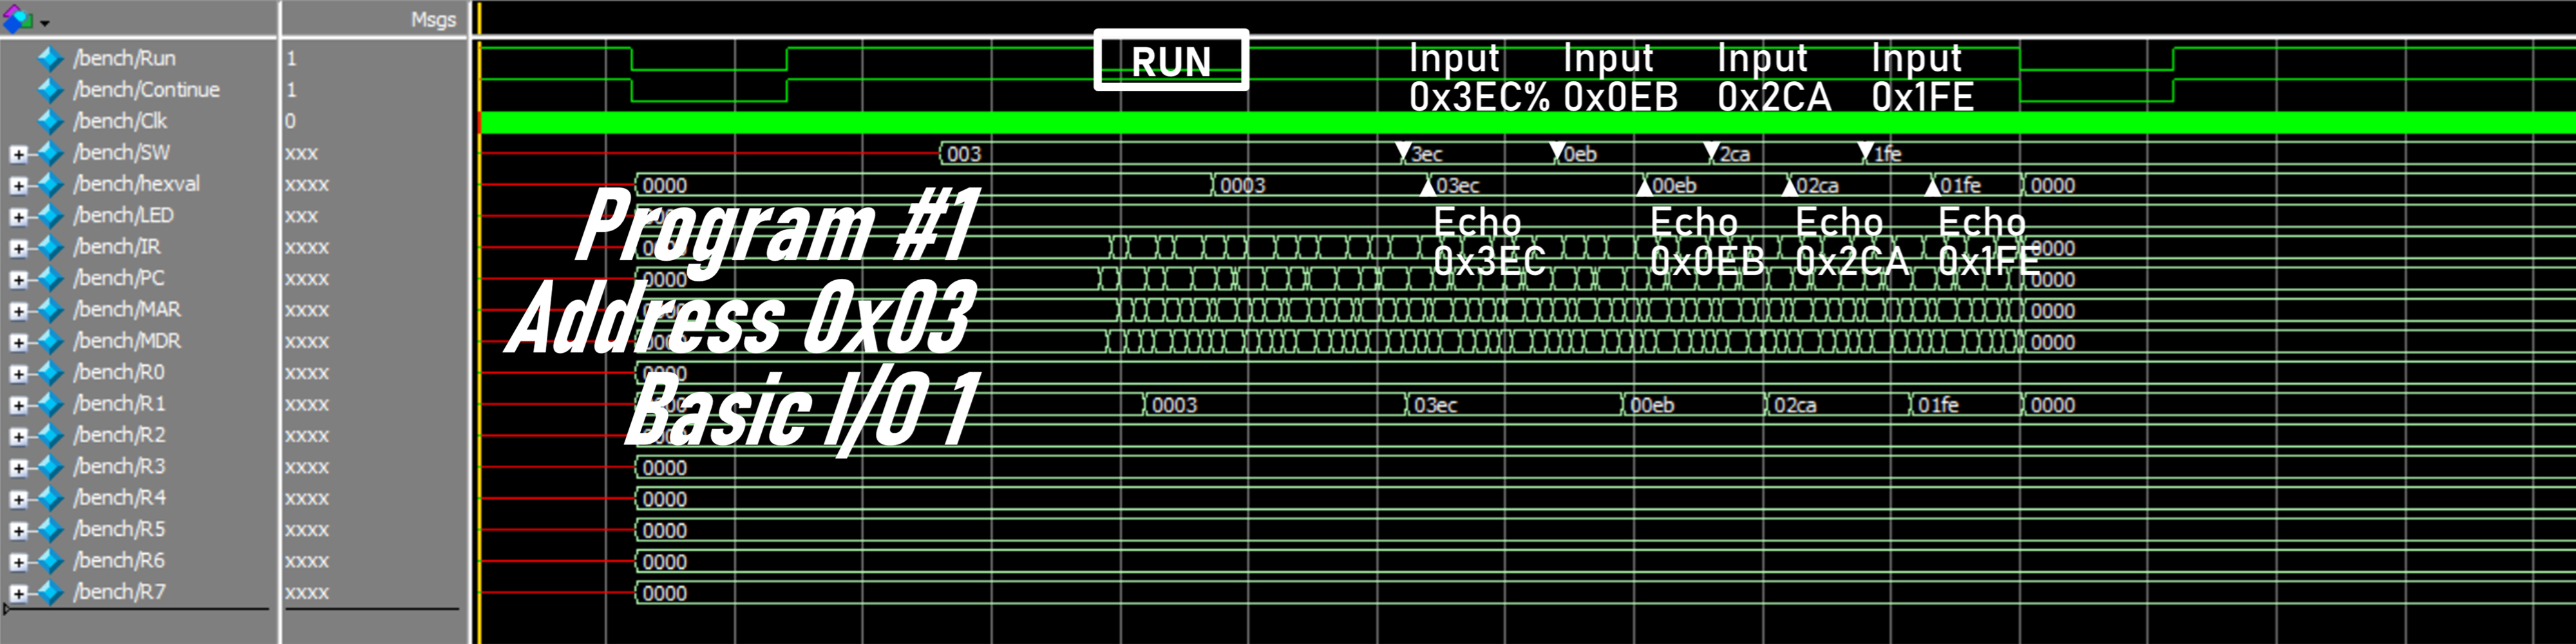 Msgs
/bench/Run 1
/bench/Continue 1
/bench/Clk 0
/bench/SW xxx 003 3ec 0eb 2ca 1fe
/bench/hexval xxxx 0000 0003 03ec 00eb 02ca 01fe 0000
/bench/LED xxx
/bench/IR xxxx 0000
/bench/PC xxxx 0000 0000
/bench/MAR xxxx 0000
/bench/MDR xxxx 0000
/bench/R0 xxxx 0000
/bench/R1 xxxx 0003 03ec 00eb 02ca 01fe 0000
/bench/R2 xxxx
/bench/R3 xxxx 0000
/bench/R4 xxxx 0000
/bench/R5 xxxx 0000
/bench/R6 xxxx 0000
/bench/R7 xxxx 0000
RUN
Input
0x3EC%
Input
0x0EB
Input
0x2CA
Input
0x1FE
Echo
0x3EC
Echo
0x0EB
Echo
0x2CA
Echo
0x1FE
Program #1
Address 0x03
Basic I/O 1